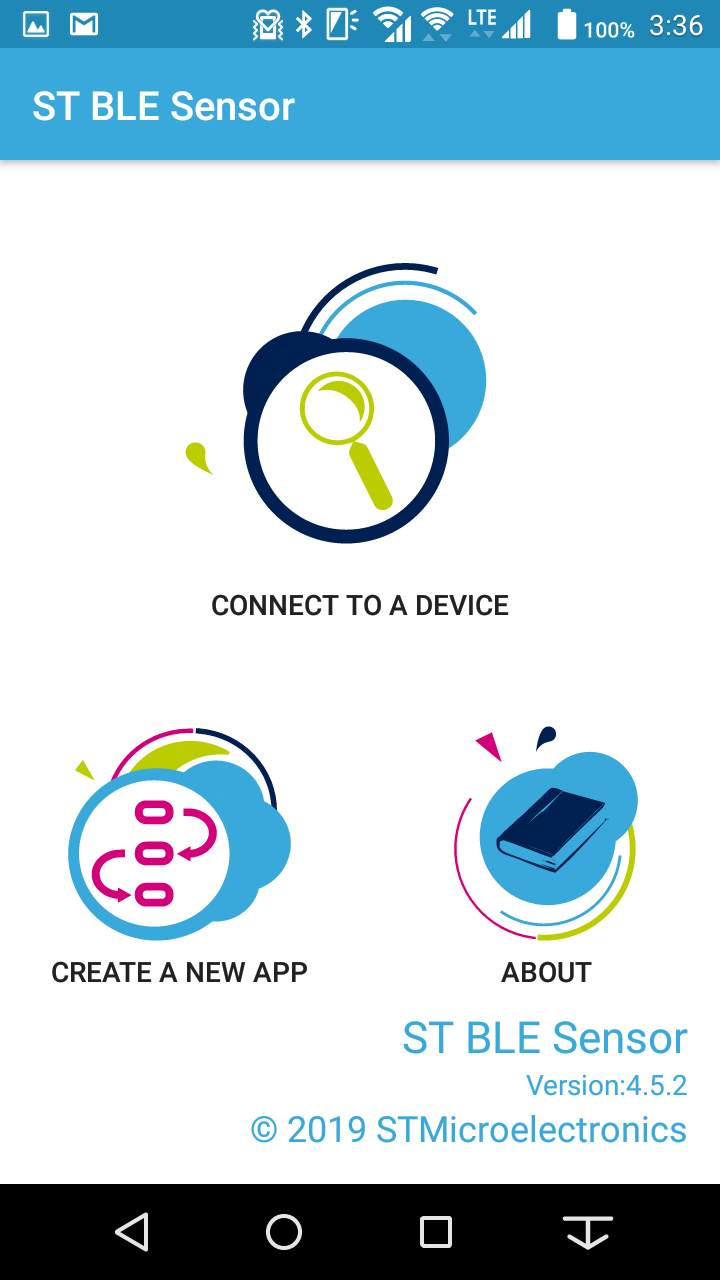 LTE 100% 3:36
ST BLE Sensor
CONNECT TO A DEVICE
CREATE A NEW APP
ABOUT
ST BLE Sensor
Version:4.5.2
© 2019 STMicroelectronics